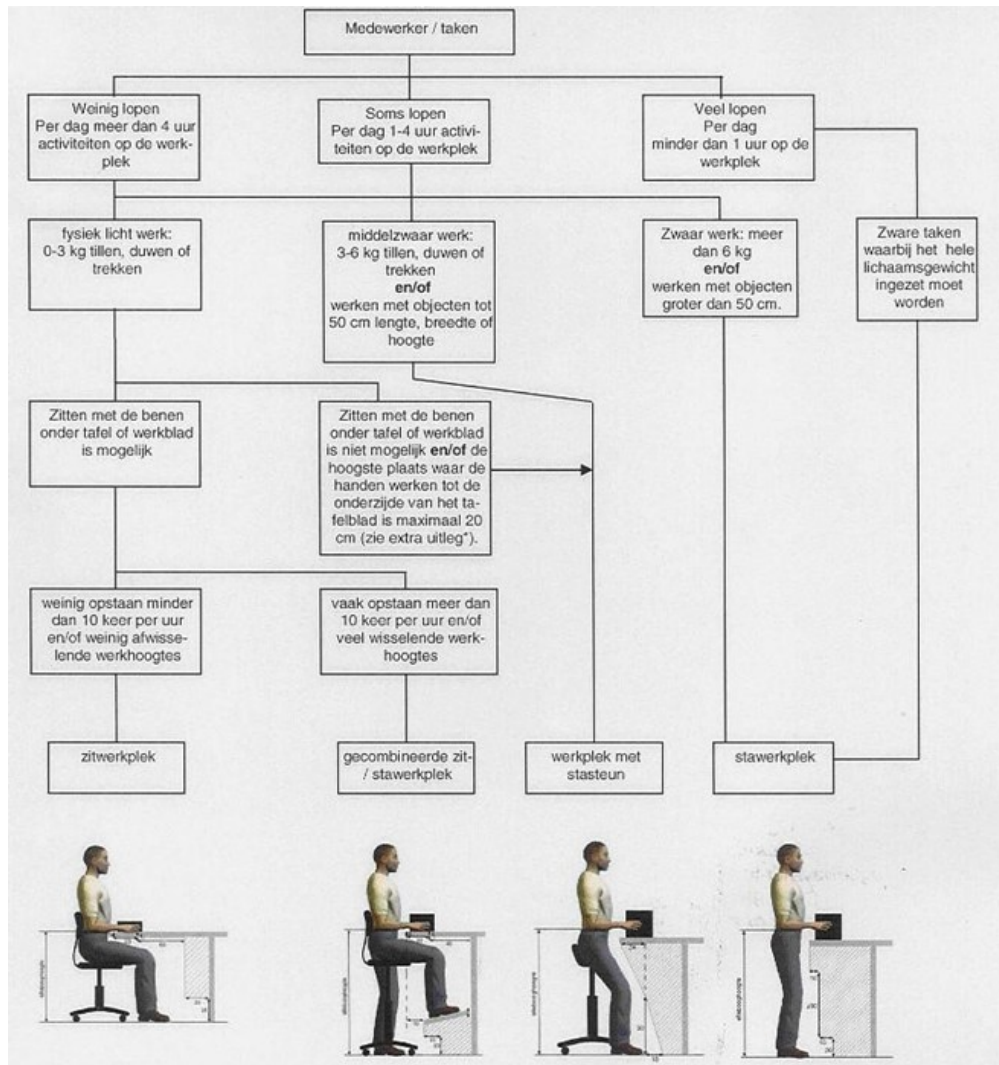 Medewerker / taken
Weinig lopen
Per dag meer dan 4 uur
activiteiten op de werk-
plek
Soms lopen
Per dag 1-4 uur activi-
teiten op de werkplek
Veel lopen
Per dag
minder dan 1 uur op de
werkplek
fysiek licht werk:
0-3 kg tillen, duwen of
trekken
middelzwaar werk:
3-6 kg tillen, duwen of
trekken
en/of
werken met objecten tot
50 cm lengte, breedte of
hoogte
Zwaar werk: meer
dan 6 kg
en/of
werken met objecten
groter dan 50 cm.
Zware taken
waarbij het hele
lichaamsgewicht
ingezet moet
worden
Zitten met de benen
onder tafel of werkblad
is mogelijk
Zitten met de benen
onder tafel of werkblad
is niet mogelijk en/of de
hoogste plaats waar de
handen werken tot de
onderzijde van het ta-
felblad is maximaal 20
cm (zie extra uitleg*).
weinig opstaan minder
dan 10 keer per uur
en/of weinig afwisse-
lende werkhoogtes
vaak opstaan meer dan
10 keer per uur en/of
veel wisselende werk-
hoogtes
zitwerkplek
gecombineerde zit-
/ stawerkplek
werkplek met
stasteun
stawerkplek